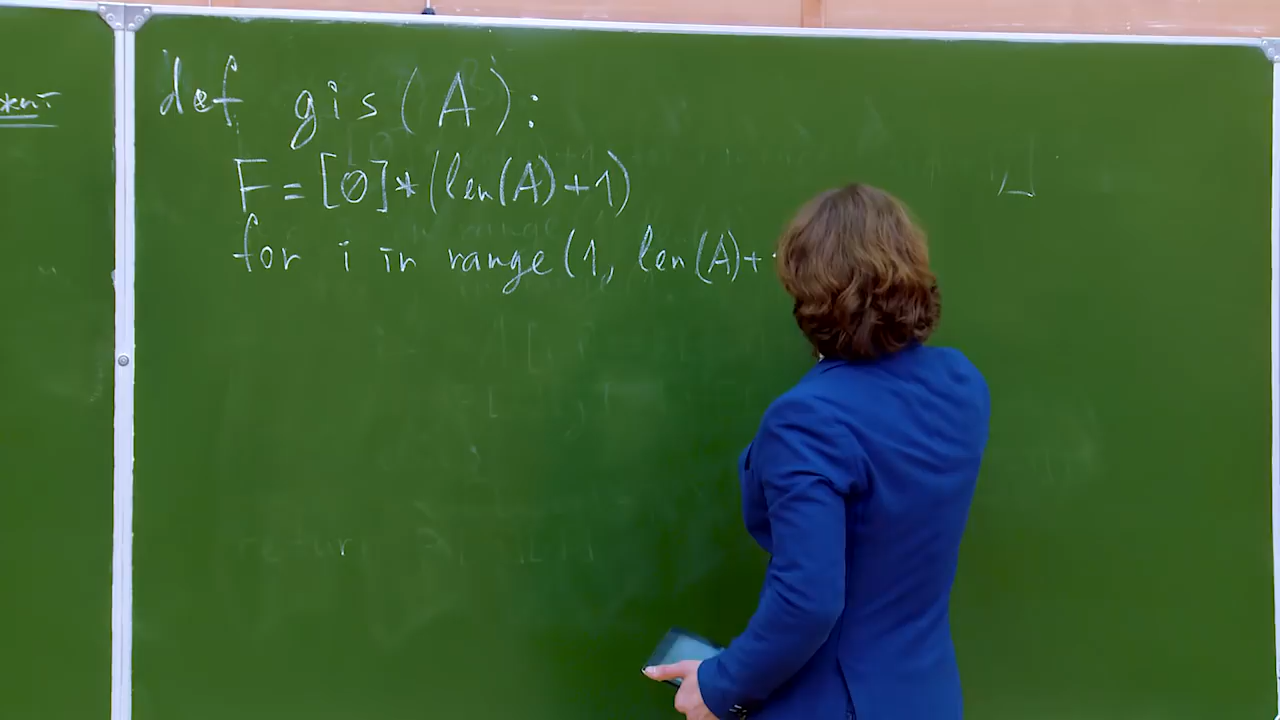 def gis(A):
F = [0]*(len(A)+1)
for i in range(1, len(A)+